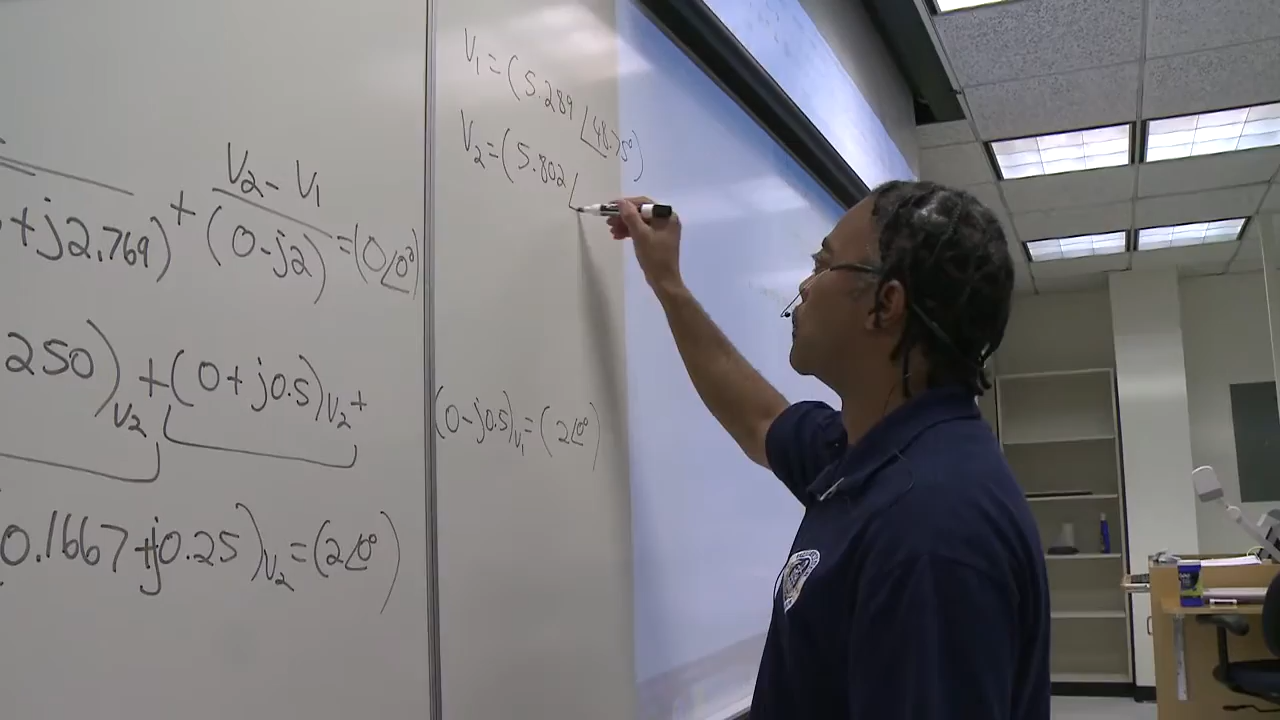 V₂ - V₁
+j2.769) + (0-j2) = (0∠0°)
250)V₂ + (0+j0.5)V₂ +
0.1667+j0.25)V₂ = (2∠0°)
V₁ = (5.289 ∠48.75°)
V₂ = (5.802 ∠
(0-j0.5)V₁ = (2∠0°)